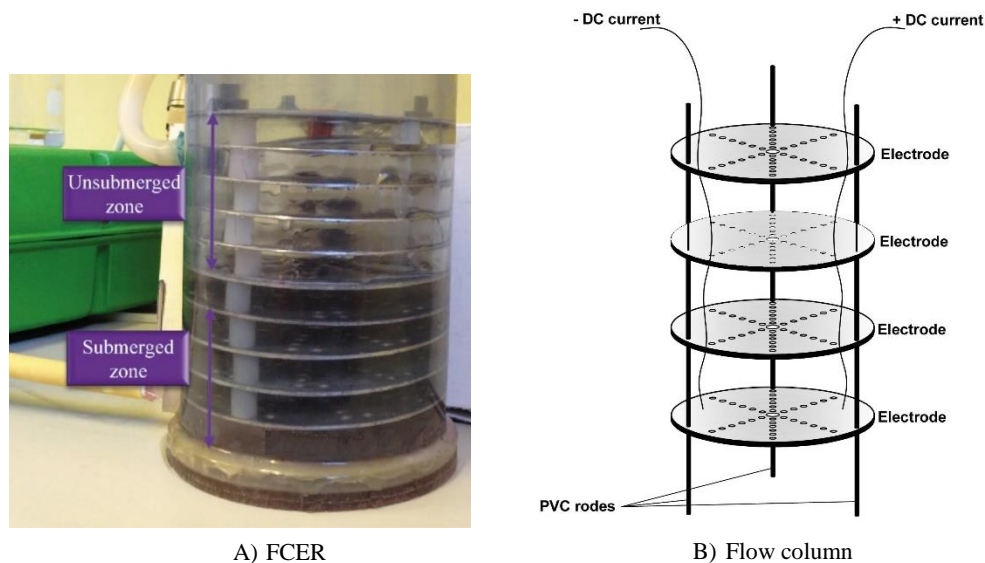 Unsubmerged
zone
Submerged
zone
A) FCER
- DC current
+ DC current
Electrode
Electrode
Electrode
Electrode
PVC rodes
B) Flow column